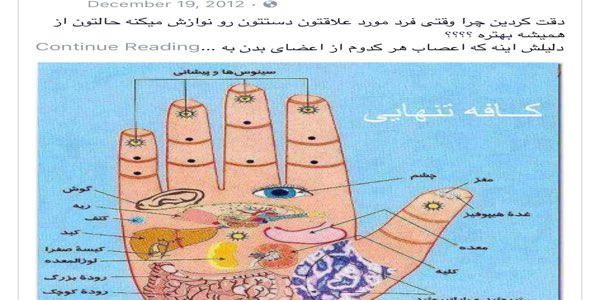 December 19, 2012
دقت کردین چرا وقتی فرد مورد علاقتون دستتون رو نوازش میکنه حالتون از
همیشه بهتره ؟؟؟؟
دلیلش اینه که اعصاب هر کدوم از اعضای بدن به ...Continue Reading
سینوس‌ها و پیشانی
کافه تنهایی
چشم
مغز
گوش
غدهٔ هیپوفیز
ریه
کتف
معده
کبد
کیسهٔ صفرا
کلیه
لوزالمعده
رودهٔ بزرگ
رودهٔ کوچک